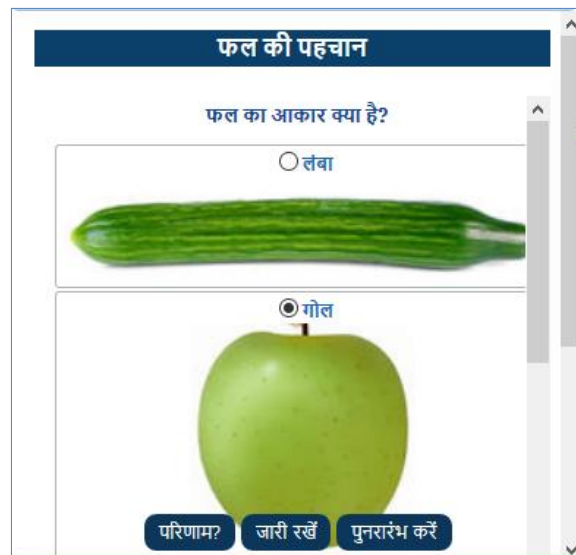 फल की पहचान
फल का आकार क्या है?
लंबा
गोल
परिणाम? जारी रखें पुनरारंभ करें